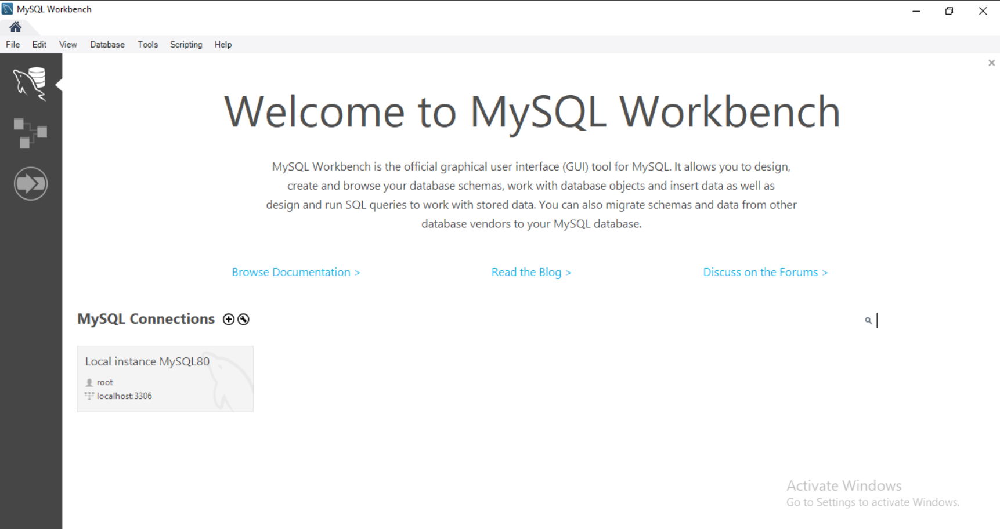 MySQL Workbench
File Edit View Database Tools Scripting Help
Welcome to MySQL Workbench
MySQL Workbench is the official graphical user interface (GUI) tool for MySQL. It allows you to design,
create and browse your database schemas, work with database objects and insert data as well as
design and run SQL queries to work with stored data. You can also migrate schemas and data from other
database vendors to your MySQL database.
Browse Documentation > Read the Blog > Discuss on the Forums >
MySQL Connections
Local instance MySQL80
root
localhost:3306
Activate Windows
Go to Settings to activate Windows.